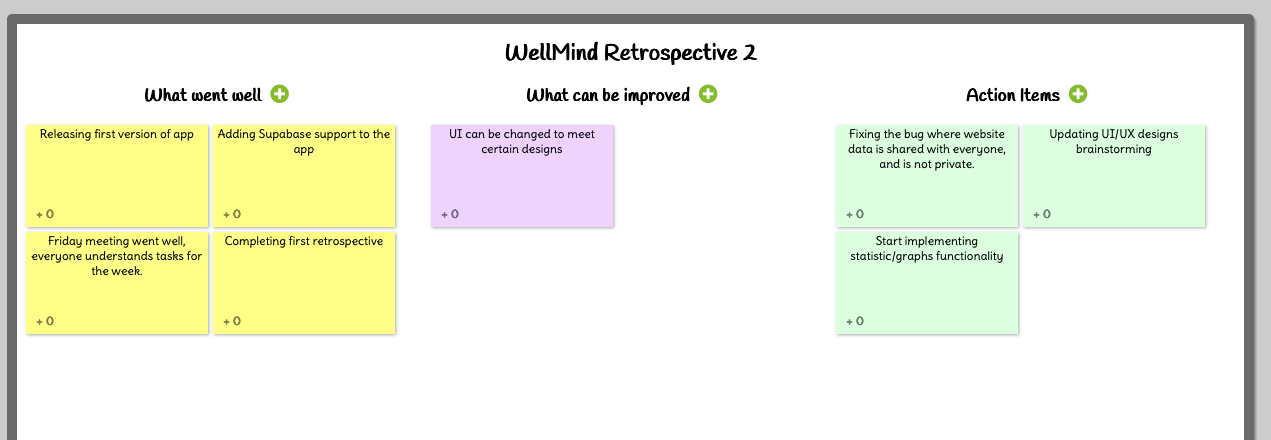 WellMind Retrospective 2
What went well
Releasing first version of app
+ 0
Adding Supabase support to the
app
+ 0
Friday meeting went well,
everyone understands tasks for
the week.
+ 0
Completing first retrospective
+ 0
What can be improved
UI can be changed to meet
certain designs
+ 0
Action Items
Fixing the bug where website
data is shared with everyone,
and is not private.
+ 0
Updating UI/UX designs
brainstorming
+ 0
Start implementing
statistic/graphs functionality
+ 0